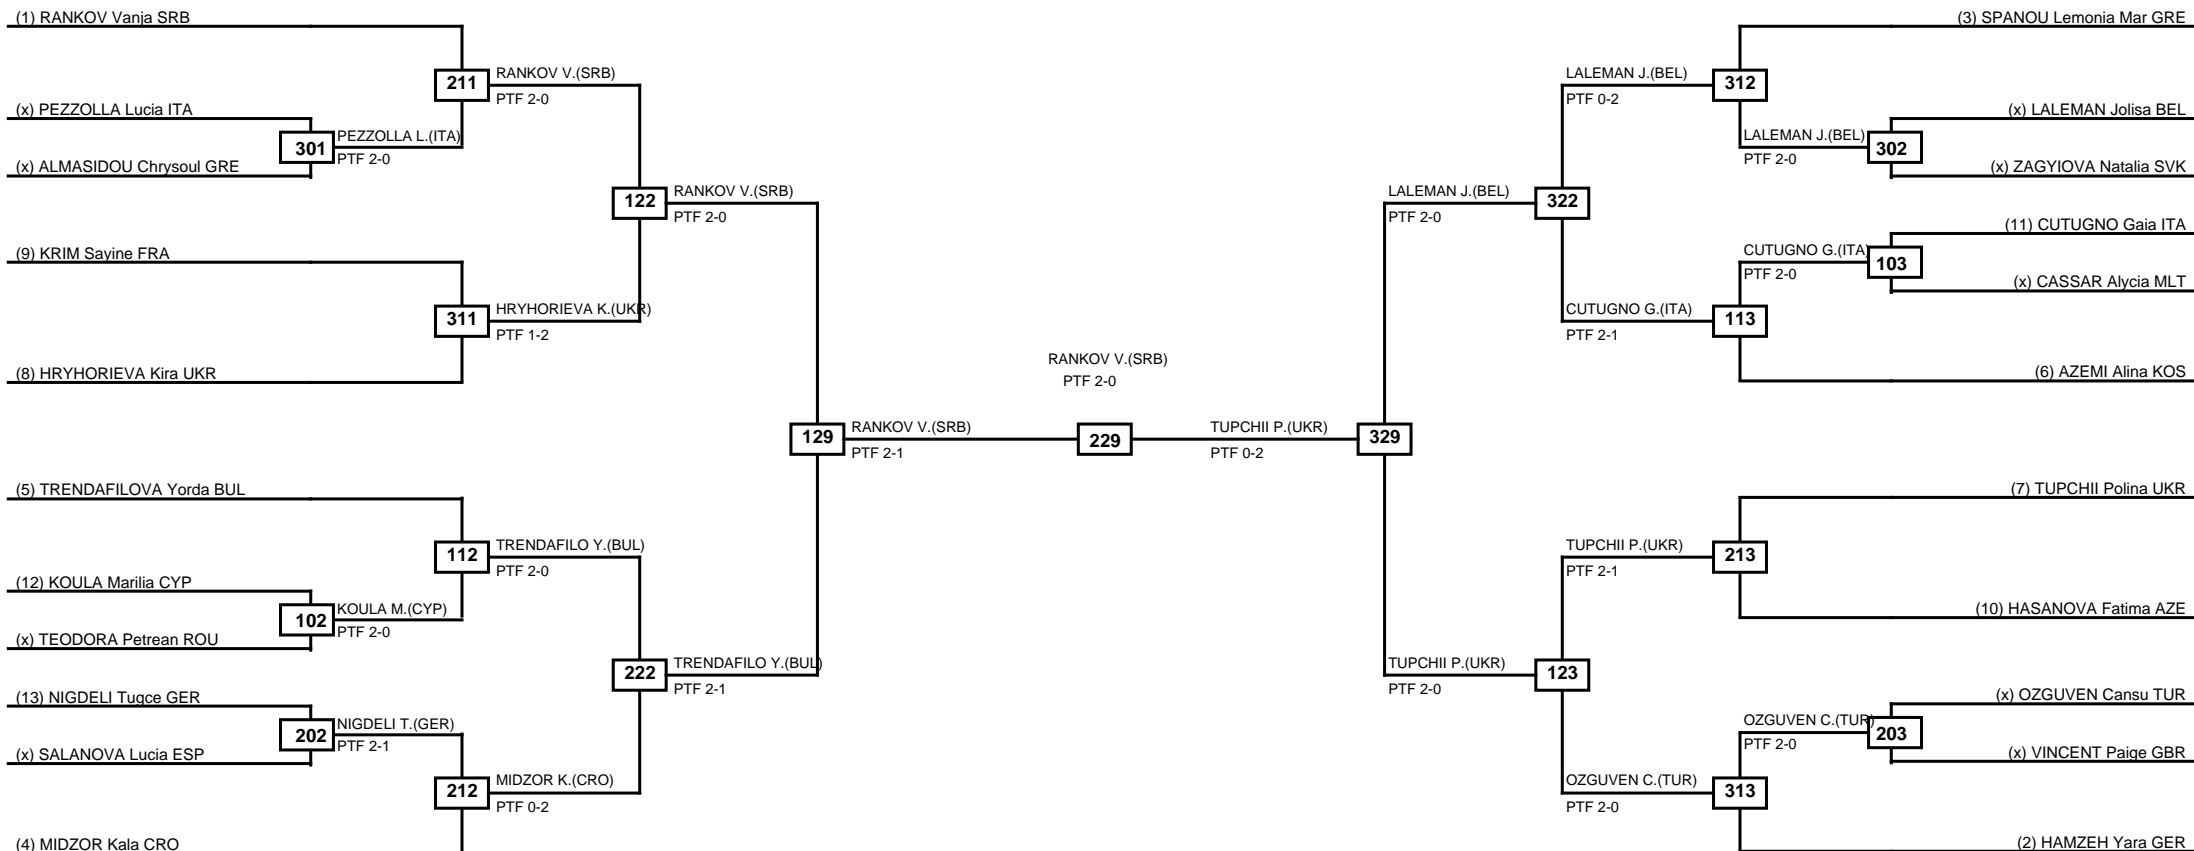 (1) RANKOV Vanja SRB
(x) PEZZOLLA Lucia ITA
(x) ALMASIDOU Chrysoul GRE
(9) KRIM Sayine FRA
(8) HRYHORIEVA Kira UKR
(5) TRENDAFILOVA Yorda BUL
(12) KOULA Marilia CYP
(x) TEODORA Petrean ROU
(13) NIGDELI Tugce GER
(x) SALANOVA Lucia ESP
(4) MIDZOR Kala CRO
301
PEZZOLLA L.(ITA)
PTF 2-0
102
KOULA M.(CYP)
PTF 2-0
202
NIGDELI T.(GER)
PTF 2-1
211
RANKOV V.(SRB)
PTF 2-0
311
HRYHORIEVA K.(UKR)
PTF 1-2
112
TRENDAFILO Y.(BUL)
PTF 2-0
212
MIDZOR K.(CRO)
PTF 0-2
122
RANKOV V.(SRB)
PTF 2-0
222
TRENDAFILO Y.(BUL)
PTF 2-1
129
RANKOV V.(SRB)
PTF 2-1
RANKOV V.(SRB)
PTF 2-0
229
TUPCHII P.(UKR)
PTF 0-2
329
LALEMAN J.(BEL)
PTF 2-0
322
TUPCHII P.(UKR)
PTF 2-0
123
LALEMAN J.(BEL)
PTF 0-2
312
CUTUGNO G.(ITA)
PTF 2-1
113
TUPCHII P.(UKR)
PTF 2-1
213
OZGUVEN C.(TUR)
PTF 2-0
313
LALEMAN J.(BEL)
PTF 2-0
302
CUTUGNO G.(ITA)
PTF 2-0
103
OZGUVEN C.(TUR)
PTF 2-0
203
(3) SPANOU Lemonia Mar GRE
(x) LALEMAN Jolisa BEL
(x) ZAGYIOVA Natalia SVK
(11) CUTUGNO Gaia ITA
(x) CASSAR Alycia MLT
(6) AZEMI Alina KOS
(7) TUPCHII Polina UKR
(10) HASANOVA Fatima AZE
(x) OZGUVEN Cansu TUR
(x) VINCENT Paige GBR
(2) HAMZEH Yara GER